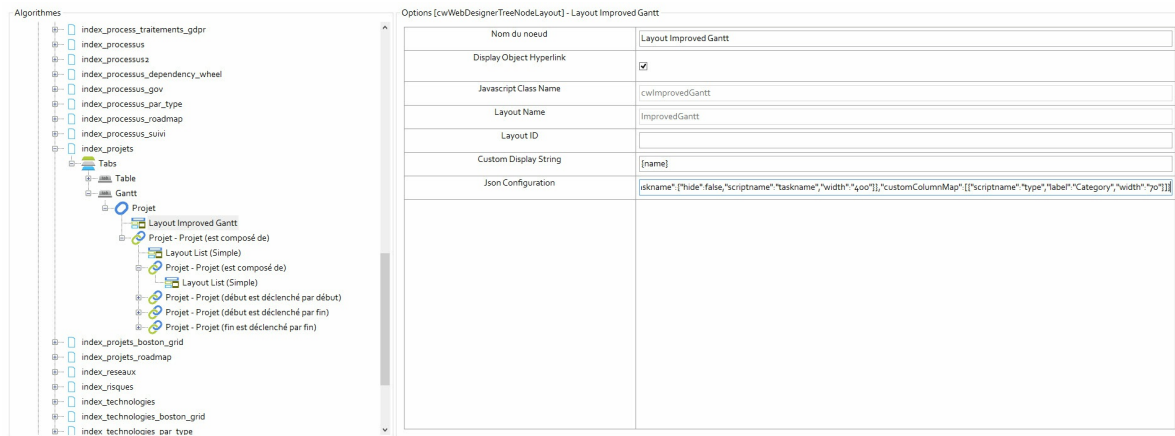 Algorithmes
index_process_traitements_gdpr
index_processus
index_processus2
index_processus_dependency_wheel
index_processus_gov
index_processus_par_type
index_processus_roadmap
index_processus_suivi
index_projets
Tabs
Table
Gantt
Projet
Layout Improved Gantt
Projet - Projet (est composé de)
Layout List (Simple)
Projet - Projet (est composé de)
Layout List (Simple)
Projet - Projet (début est déclenché par début)
Projet - Projet (début est déclenché par fin)
Projet - Projet (fin est déclenché par fin)
index_projets_boston_grid
index_projets_roadmap
index_reseaux
index_risques
index_technologies
index_technologies_boston_grid
index_technologies_par_type
Options [cwWebDesignerTreeNodeLayout] - Layout Improved Gantt
Nom du noeud
Layout Improved Gantt
Display Object Hyperlink
Javascript Class Name
cwImprovedGantt
Layout Name
ImprovedGantt
Layout ID
Custom Display String
[name]
Json Configuration
skname":{"hide":false,"scriptname":"taskname","width":"400"}],"customColumnMap":[{"scriptname":"type","label":"Category","width":"70"}]}